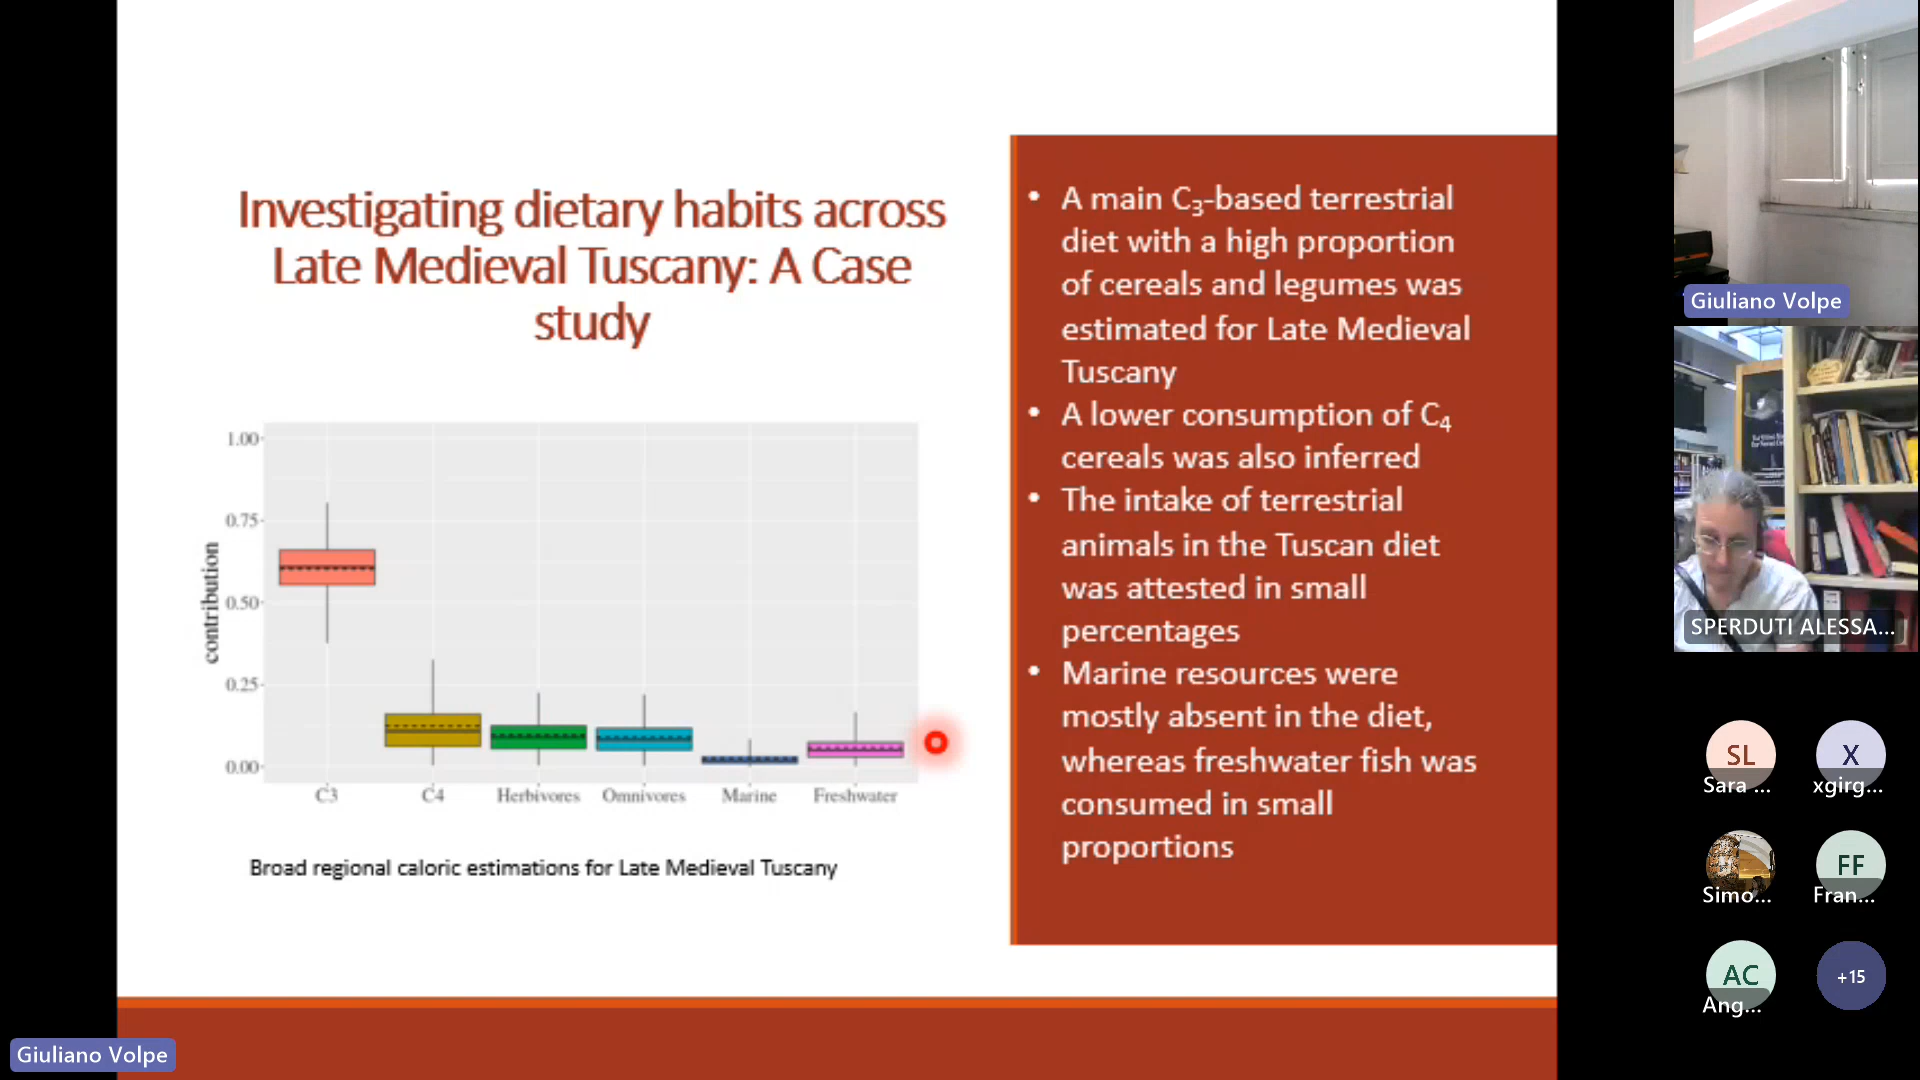 Investigating dietary habits across
Late Medieval Tuscany: A Case
study
contribution
1.00
0.75
0.50
0.25
0.00
C3
C4
Herbivores
Omnivores
Marine
Freshwater
Broad regional caloric estimations for Late Medieval Tuscany
• A main C₃-based terrestrial
diet with a high proportion
of cereals and legumes was
estimated for Late Medieval
Tuscany
• A lower consumption of C₄
cereals was also inferred
• The intake of terrestrial
animals in the Tuscan diet
was attested in small
percentages
• Marine resources were
mostly absent in the diet,
whereas freshwater fish was
consumed in small
proportions
Giuliano Volpe
Giuliano Volpe
SPERDUTI ALESSA...
SL
Sara ...
X
xgirg...
Simo...
FF
Fran...
AC
Ang...
+15